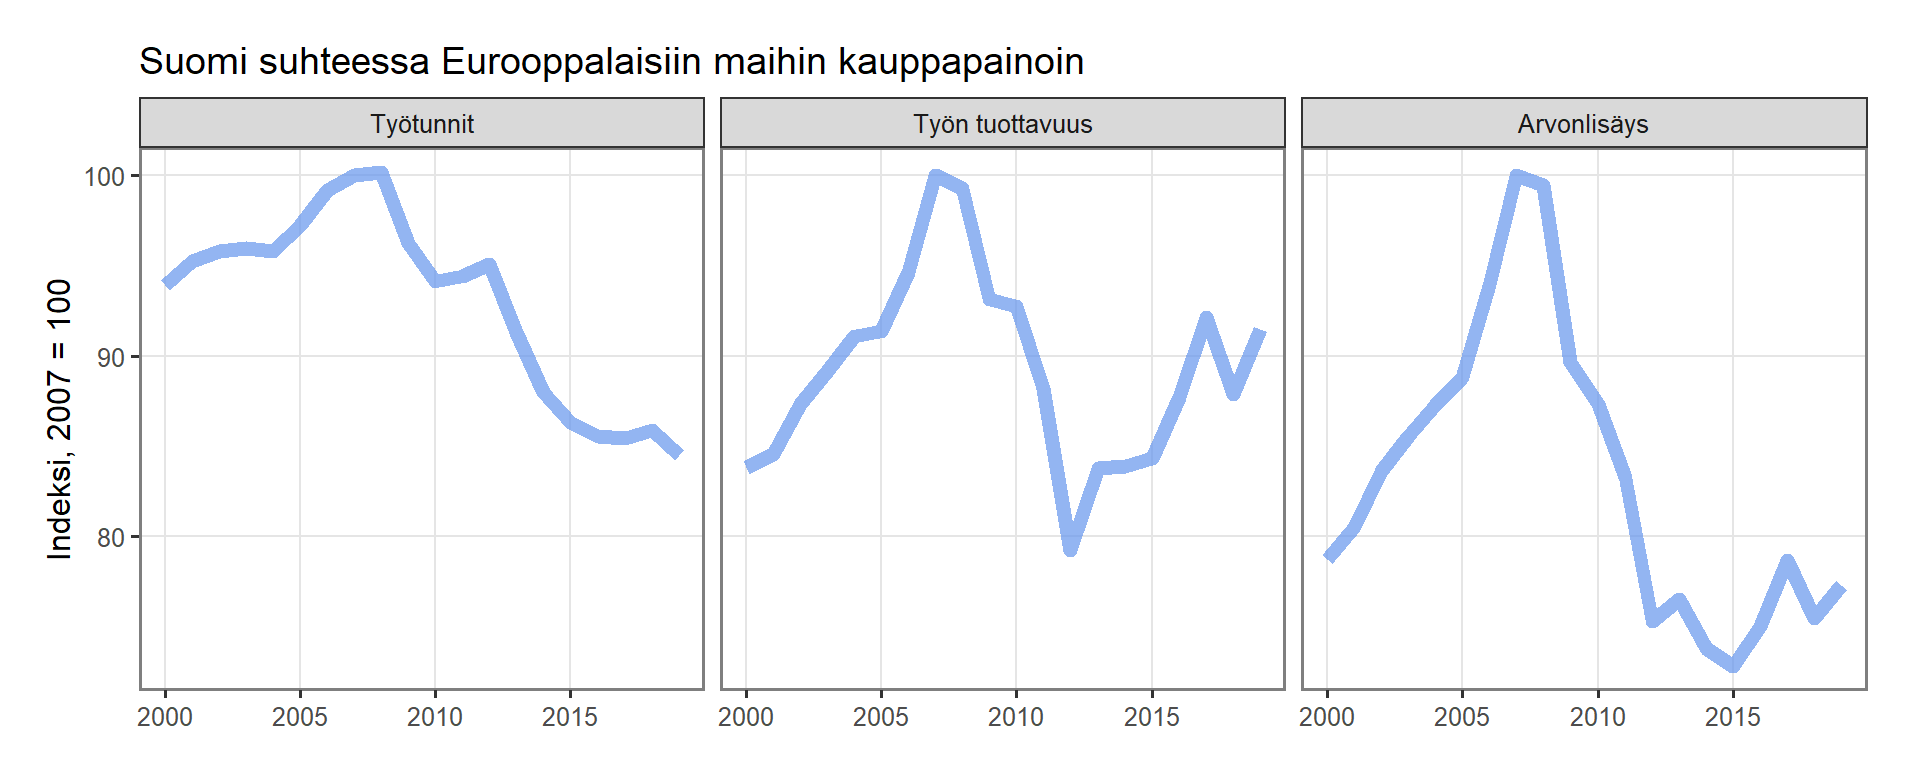 Suomi suhteessa Eurooppalaisiin maihin kauppapainoin
Työtunnit
Työn tuottavuus
Arvonlisäys
Indeksi, 2007 = 100
100
90
80
2000 2005 2010 2015
2000 2005 2010 2015
2000 2005 2010 2015